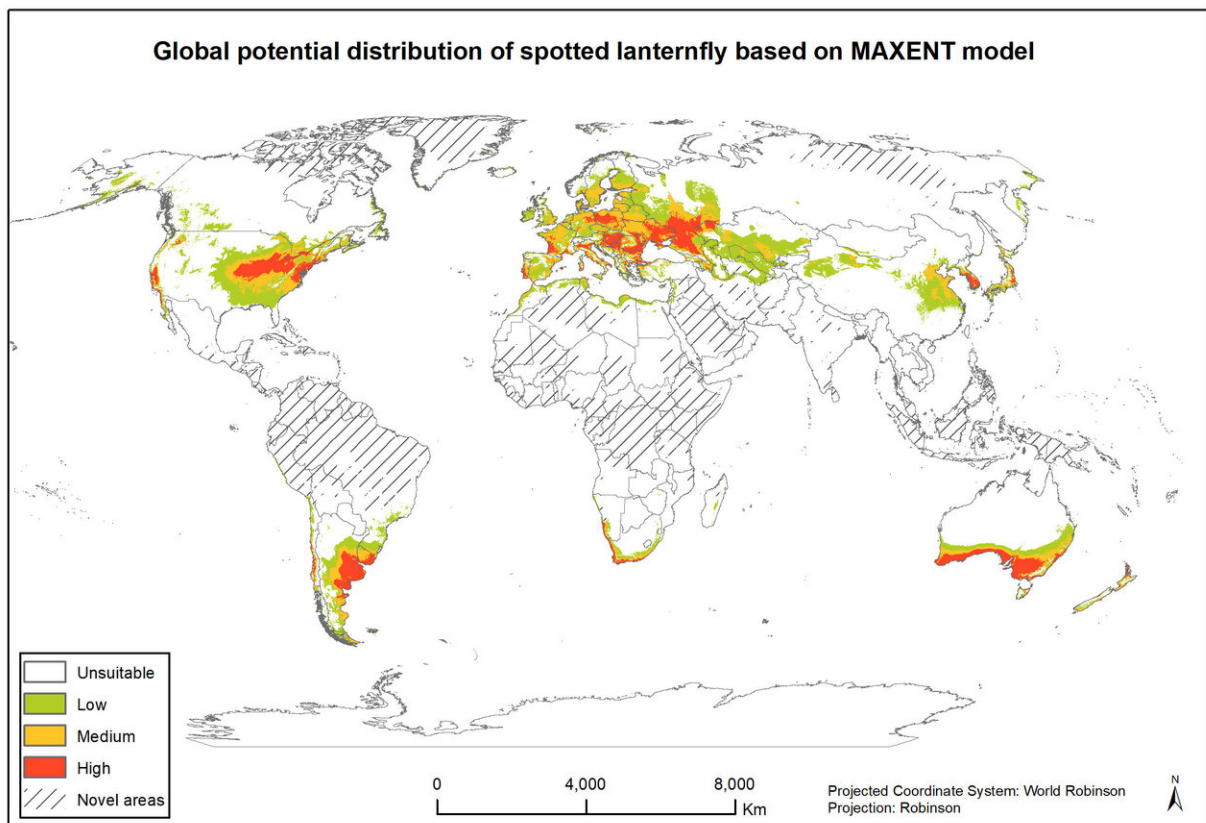 Global potential distribution of spotted lanternfly based on MAXENT model
Unsuitable
Low
Medium
High
Novel areas
0 4,000 8,000
Km
Projected Coordinate System: World Robinson
Projection: Robinson
N